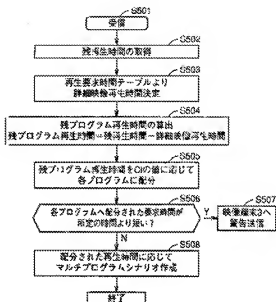 S501
受信
S502
残再生時間の取得
S503
再生要求時間テーブルより
詳細映像再生時間決定
S504
残プログラム再生時間の算出
残プログラム再生時間=残再生時間-詳細映像再生時間
S505
残プログラム再生時間をCIの値に応じて
各プログラムに配分
S506
各プログラムへ配分された要求時間が
所定の時間より短い?
Y
S507
映像端末3へ
警告送信
N
S508
配分された再生時間に応じて
マルチプログラムシナリオ作成
終了